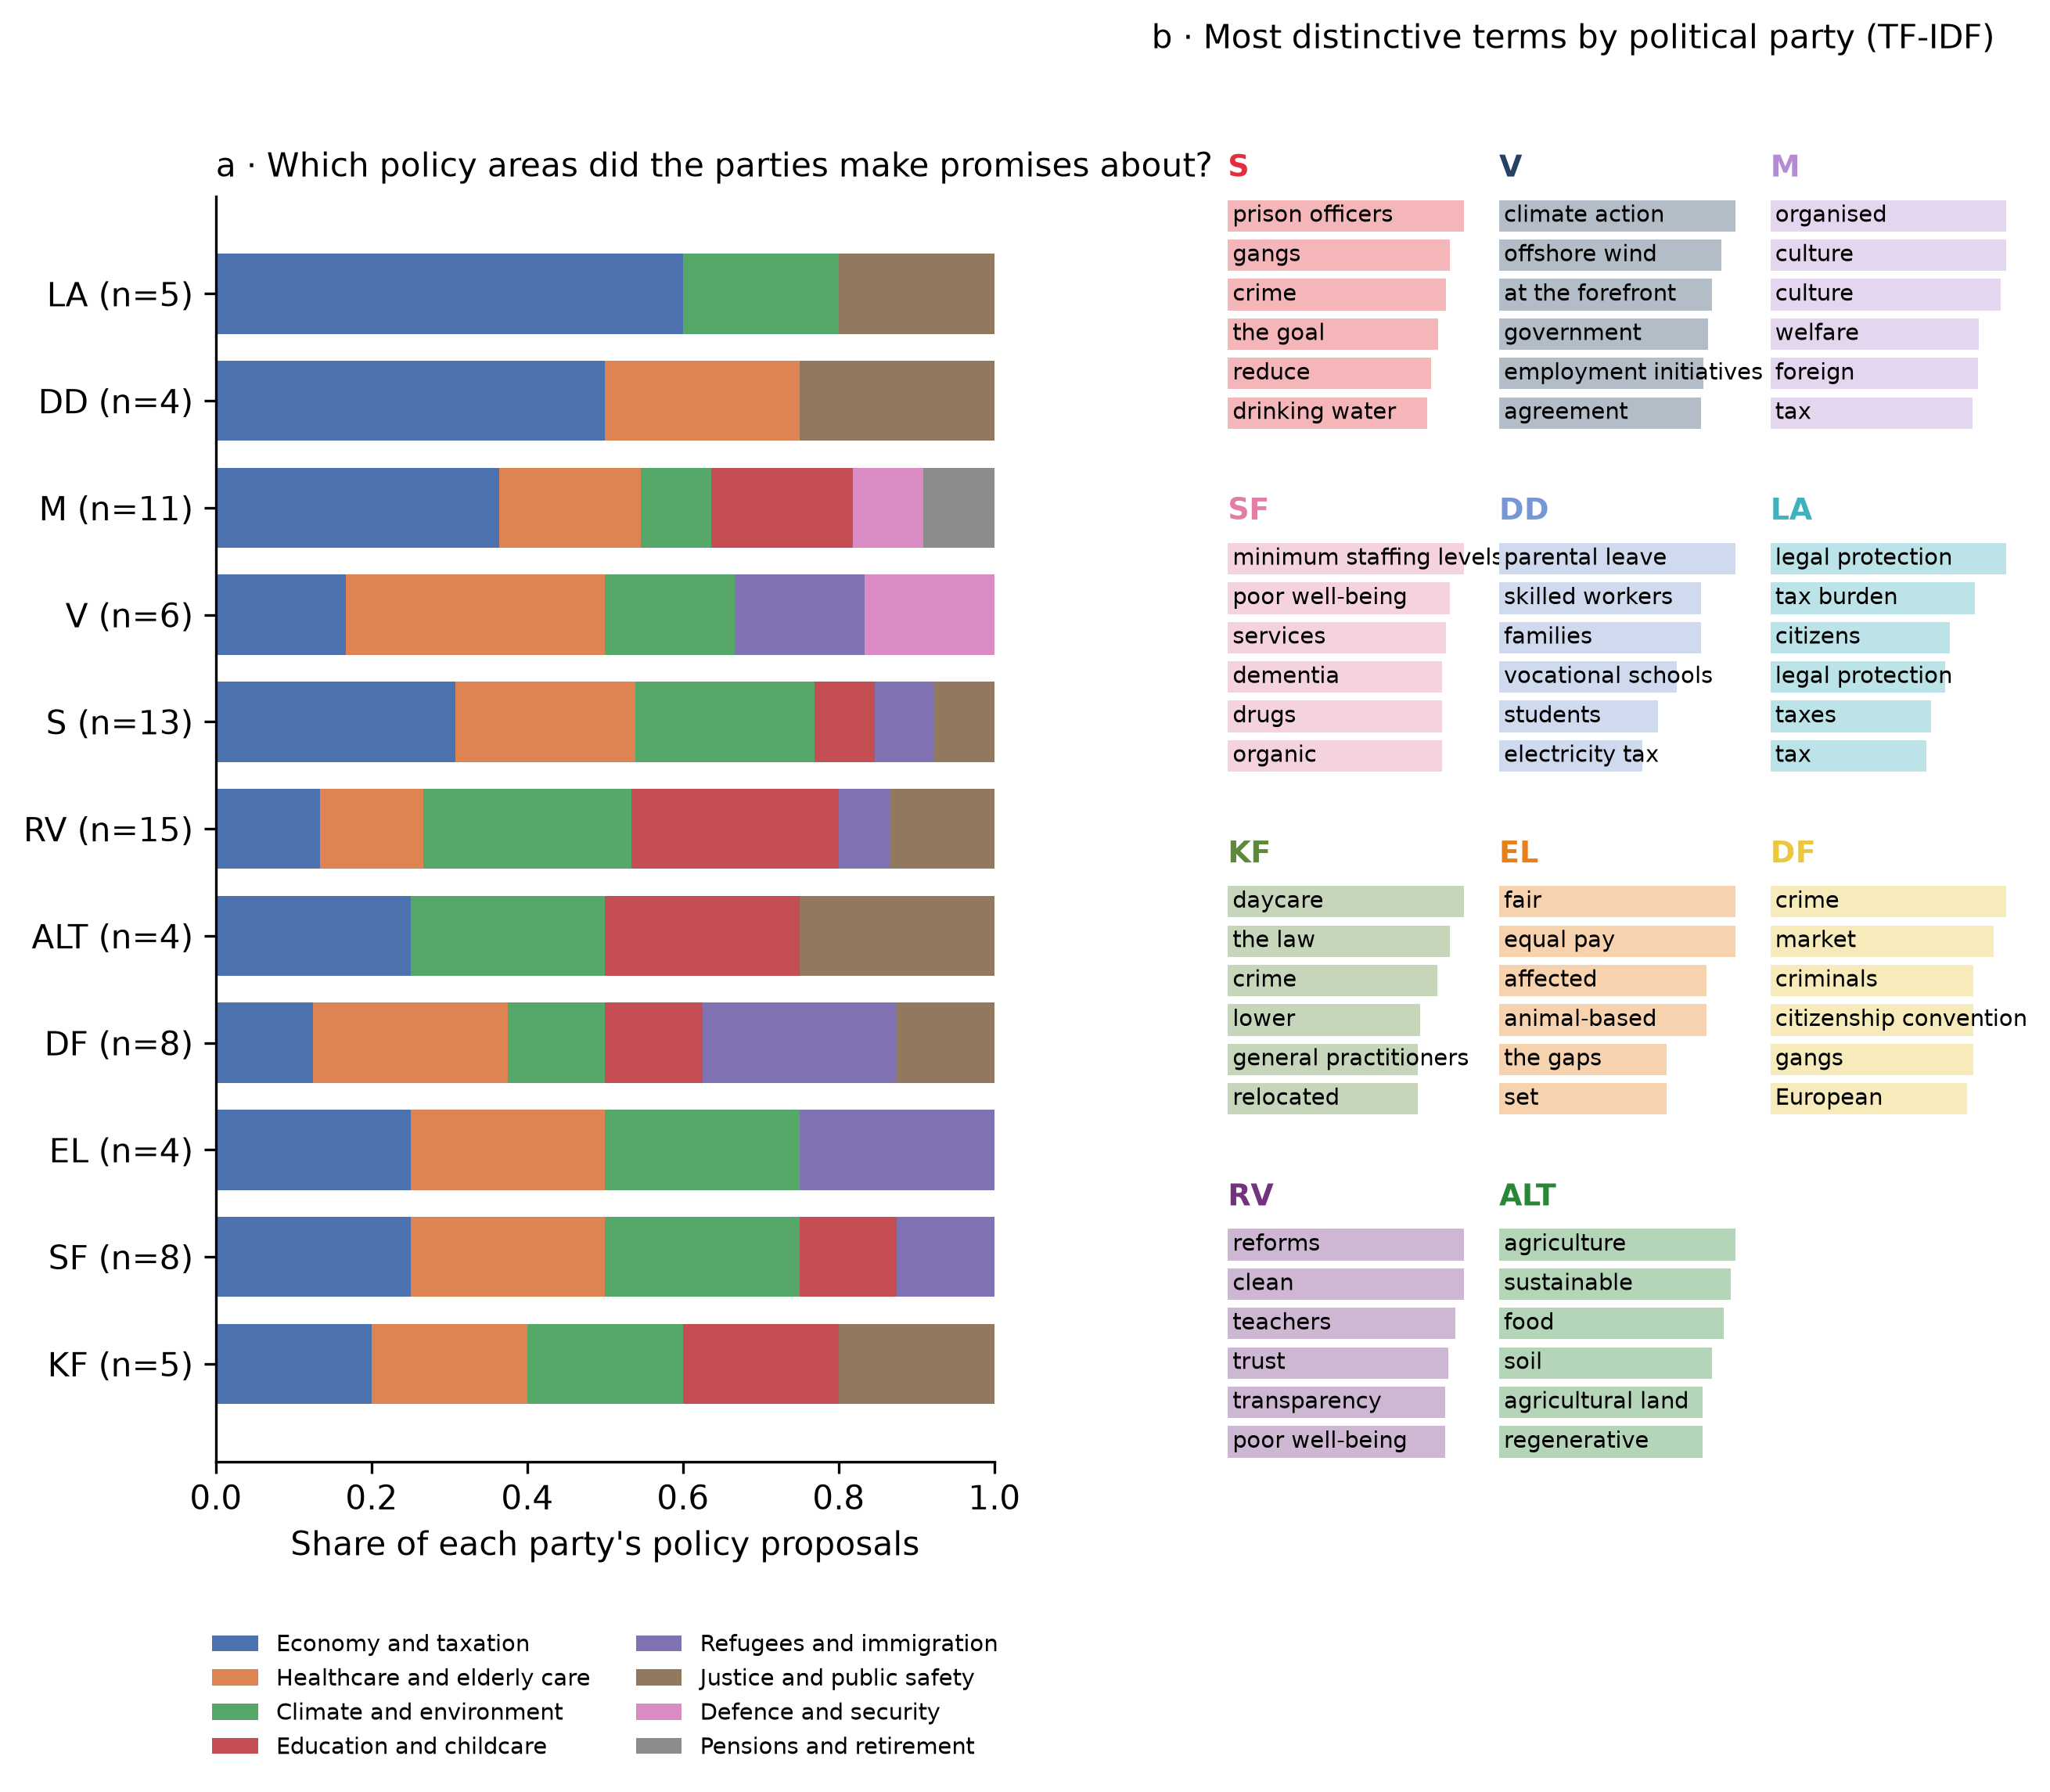 b · Most distinctive terms by political party (TF-IDF)
a · Which policy areas did the parties make promises about?
LA (n=5)
DD (n=4)
M (n=11)
V (n=6)
S (n=13)
RV (n=15)
ALT (n=4)
DF (n=8)
EL (n=4)
SF (n=8)
KF (n=5)
0.0 0.2 0.4 0.6 0.8 1.0
Share of each party's policy proposals
Economy and taxation
Healthcare and elderly care
Climate and environment
Education and childcare
Refugees and immigration
Justice and public safety
Defence and security
Pensions and retirement
S
prison officers
gangs
crime
the goal
reduce
drinking water
V
climate action
offshore wind
at the forefront
government
employment initiatives
agreement
M
organised
culture
culture
welfare
foreign
tax
SF
minimum staffing levels
poor well-being
services
dementia
drugs
organic
DD
parental leave
skilled workers
families
vocational schools
students
electricity tax
LA
legal protection
tax burden
citizens
legal protection
taxes
tax
KF
daycare
the law
crime
lower
general practitioners
relocated
EL
fair
equal pay
affected
animal-based
the gaps
set
DF
crime
market
criminals
citizenship convention
gangs
European
RV
reforms
clean
teachers
trust
transparency
poor well-being
ALT
agriculture
sustainable
food
soil
agricultural land
regenerative